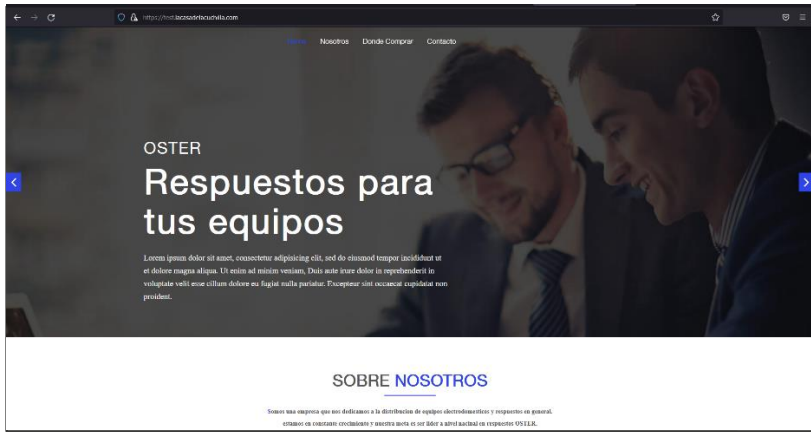 https://test.lacasadelacuchilla.com
Nosotros Donde Comprar Contacto
OSTER
Respuestos para
tus equipos
Lorem ipsum dolor sit amet, consectetur adipisicing elit, sed do eiusmod tempor incididunt ut
et dolore magna aliqua. Ut enim ad minim veniam, Duis aute irure dolor in reprehenderit in
voluptate velit esse cillum dolore eu fugiat nulla pariatur. Excepteur sint occaecat cupidatat non
proident.
SOBRE NOSOTROS
Somos una empresa que nos dedicamos a la distribucion de equipos electrodomesticos y respuestos en general.
estamos en constante crecimiento y nuestra meta es ser lider a nivel nacinal en respuestos OSTER.